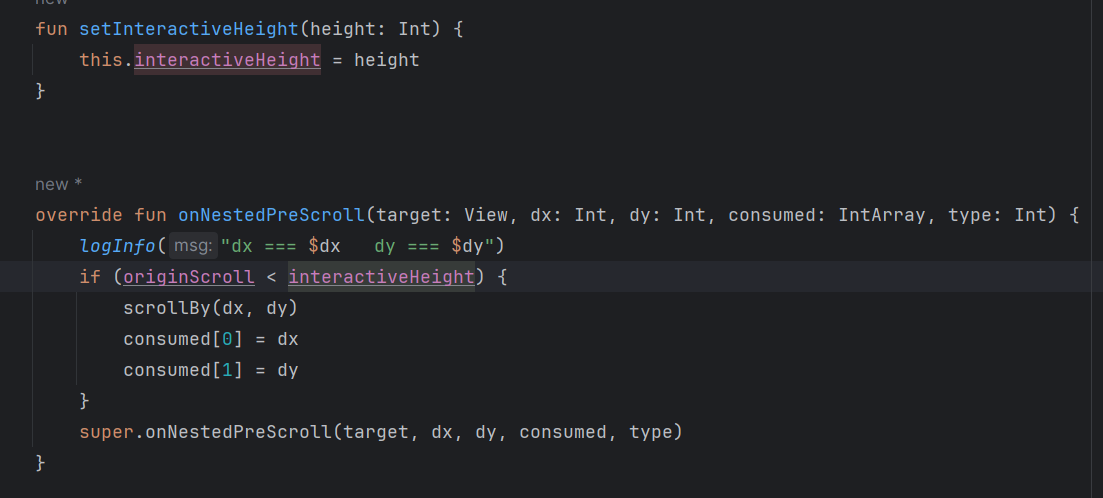 new *
fun setInteractiveHeight(height: Int) {
    this.interactiveHeight = height
}
new *
override fun onNestedPreScroll(target: View, dx: Int, dy: Int, consumed: IntArray, type: Int) {
    logInfo( msg: "dx === $dx   dy === $dy")
    if (originScroll < interactiveHeight) {
        scrollBy(dx, dy)
        consumed[0] = dx
        consumed[1] = dy
    }
    super.onNestedPreScroll(target, dx, dy, consumed, type)
}